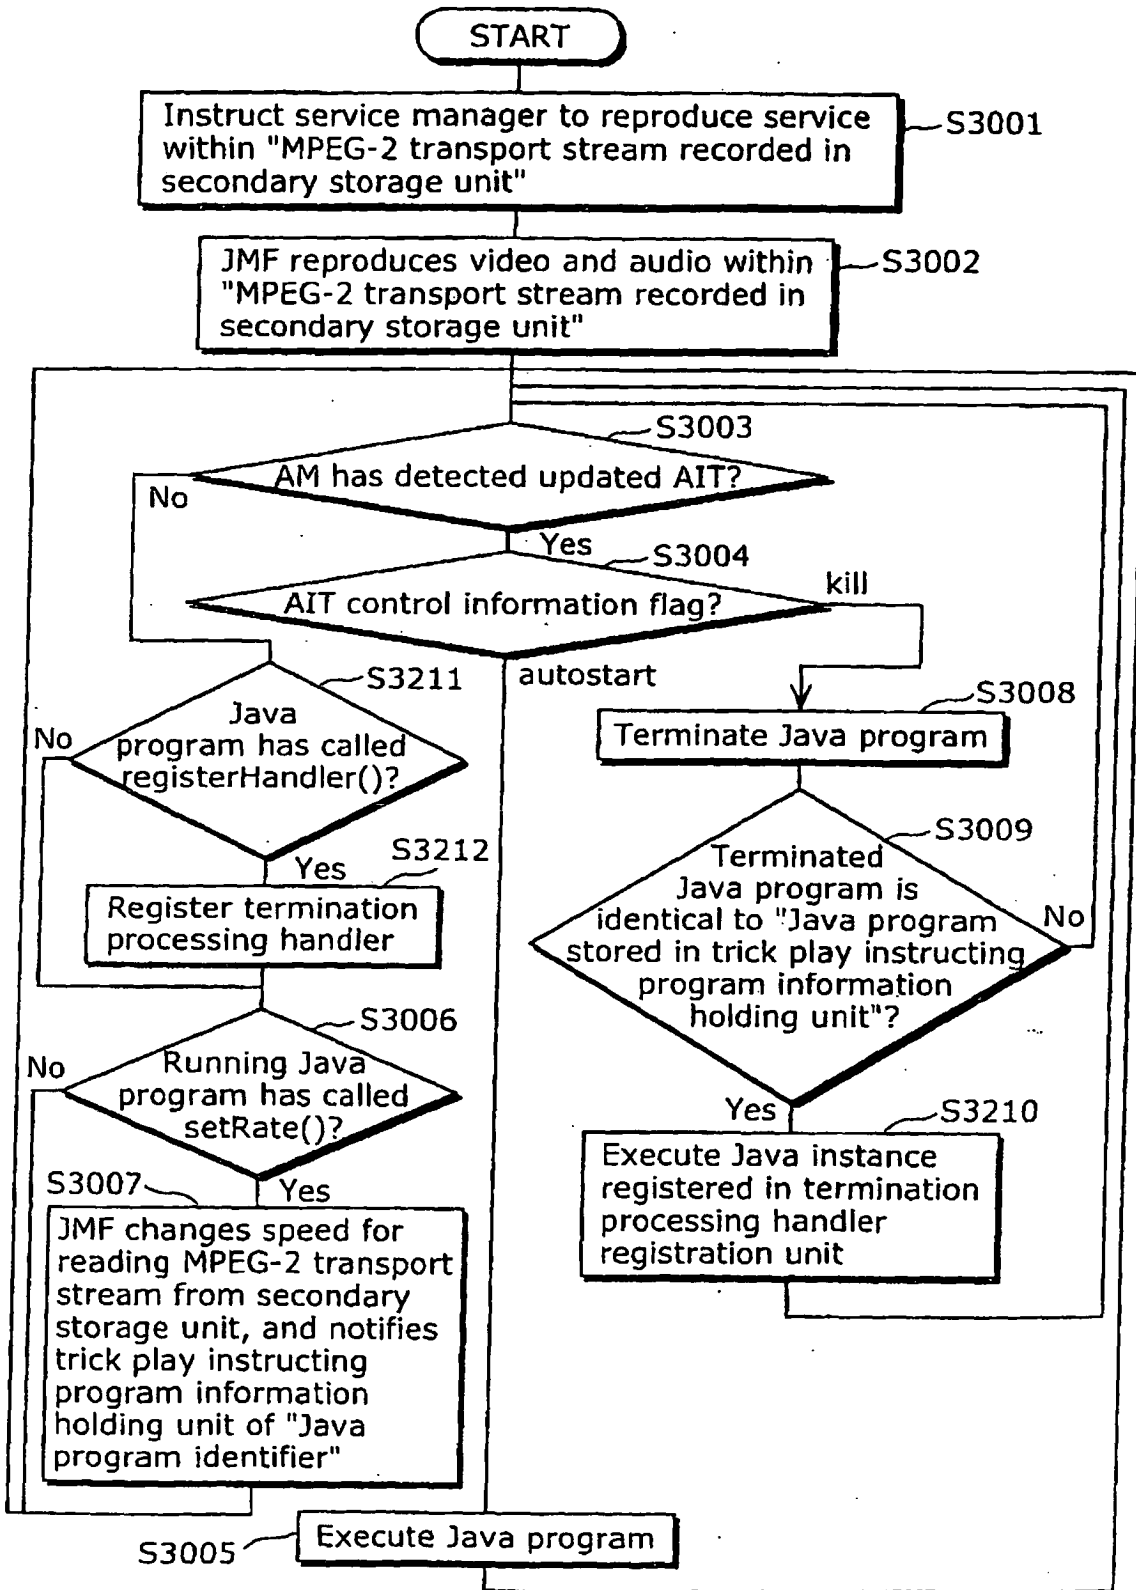 START
Instruct service manager to reproduce service
within "MPEG-2 transport stream recorded in
secondary storage unit"
S3001
JMF reproduces video and audio within
"MPEG-2 transport stream recorded in
secondary storage unit"
S3002
S3003
AM has detected updated AIT?
No
Yes
S3004
AIT control information flag?
kill
autostart
S3211
Java
program has called
registerHandler()?
No
Yes
S3212
Register termination
processing handler
S3006
Running Java
program has called
setRate()?
No
Yes
S3007
JMF changes speed for
reading MPEG-2 transport
stream from secondary
storage unit, and notifies
trick play instructing
program information
holding unit of "Java
program identifier"
S3008
Terminate Java program
S3009
Terminated
Java program is
identical to "Java program
stored in trick play instructing
program information
holding unit"?
No
Yes
S3210
Execute Java instance
registered in termination
processing handler
registration unit
S3005
Execute Java program